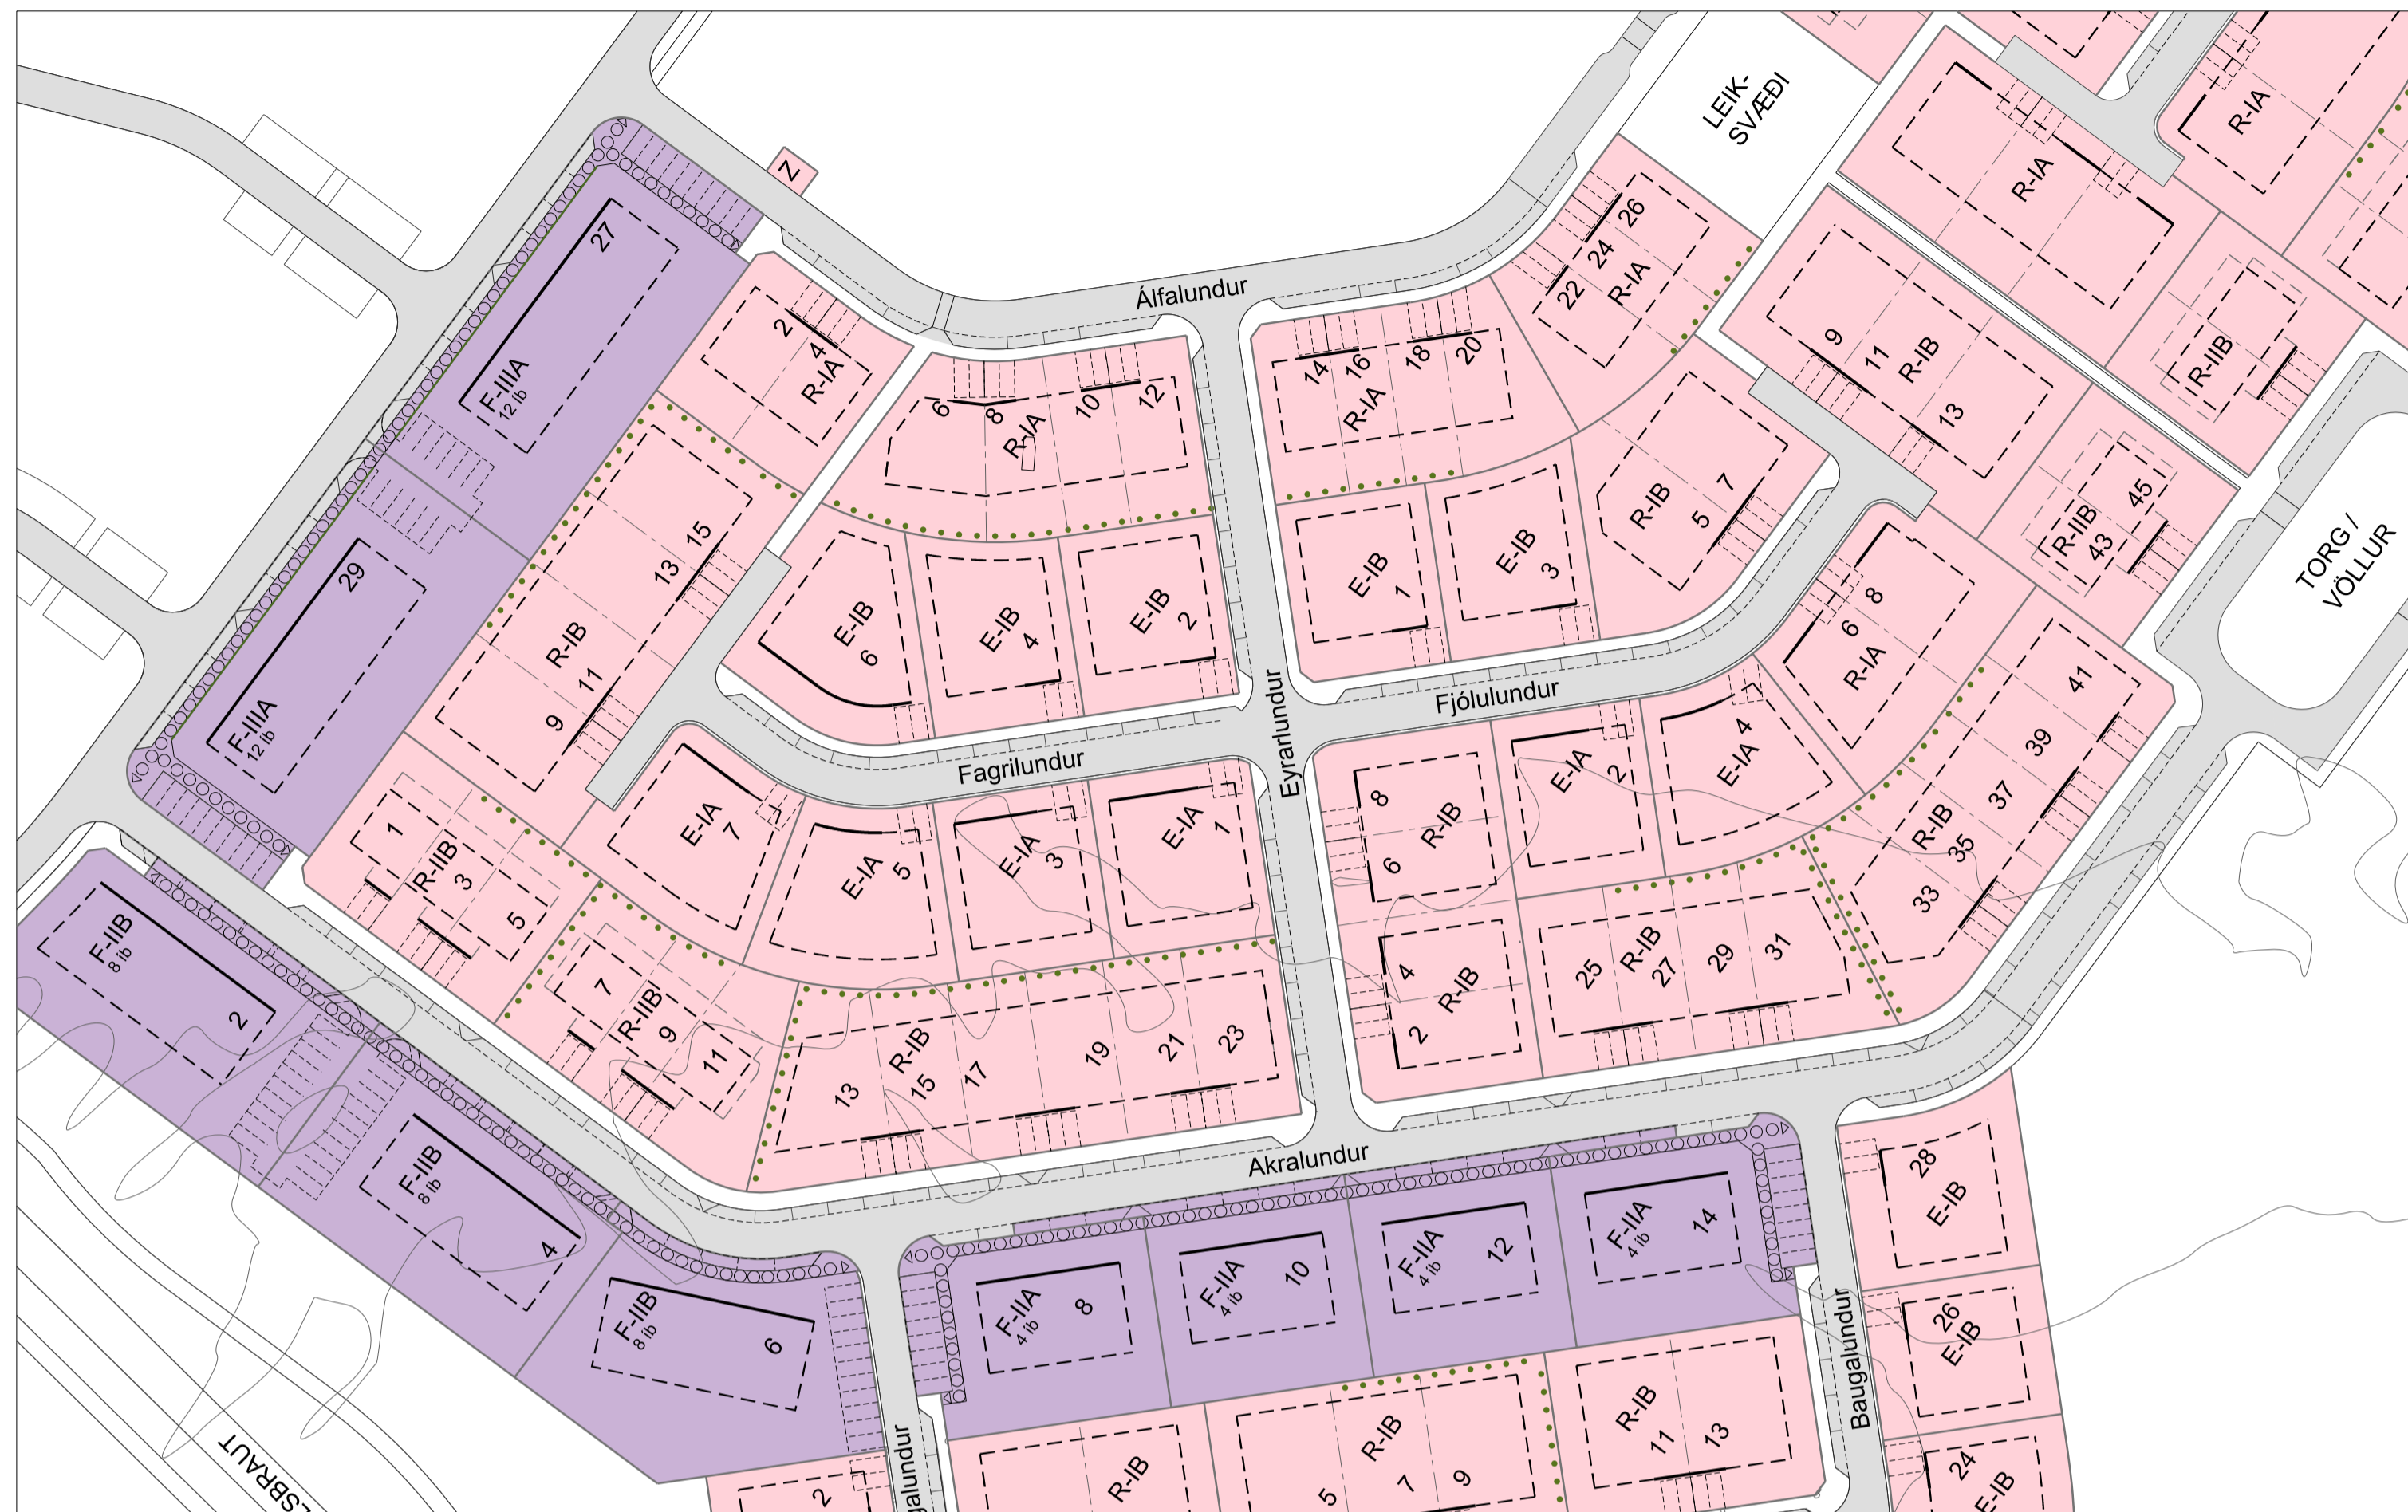 LEIK-
SVÆÐI
R-IA
R-IA
Z
27
F-IIIA
12 íb
29
F-IIIA
12 íb
2
4
R-IA
Álfalundur
6
8
R-IA
10
12
14
16
18
20
R-IA
22
24
26
R-IA
9
11
R-IB
13
R-IIB
R-IIB
43
45
TORG /
VÖLLUR
15
13
R-IB
11
9
E-IB
6
E-IB
4
E-IB
2
E-IB
1
E-IB
3
R-IB
5
7
8
6
R-IA
Fjólulundur
Eyrarlundur
Fagrilundur
E-IA
7
E-IA
5
E-IA
3
E-IA
1
8
R-IB
6
E-IA
2
E-IA
4
4
R-IB
2
25
R-IB
27
29
31
33
R-IB
35
37
39
41
1
R-IIB
3
5
7
R-IIB
9
11
13
R-IB
15
17
19
21
23
Akralundur
F-IIB
8 íb
2
F-IIB
8 íb
4
F-IIB
8 íb
6
F-IIA
4 íb
8
F-IIA
4 íb
10
F-IIA
4 íb
12
F-IIA
4 íb
14
28
E-IB
26
E-IB
24
E-IB
Baugalundur
galundur
2
R-IB
5
R-IB
7
9
R-IB
11
13
ESBRAUT